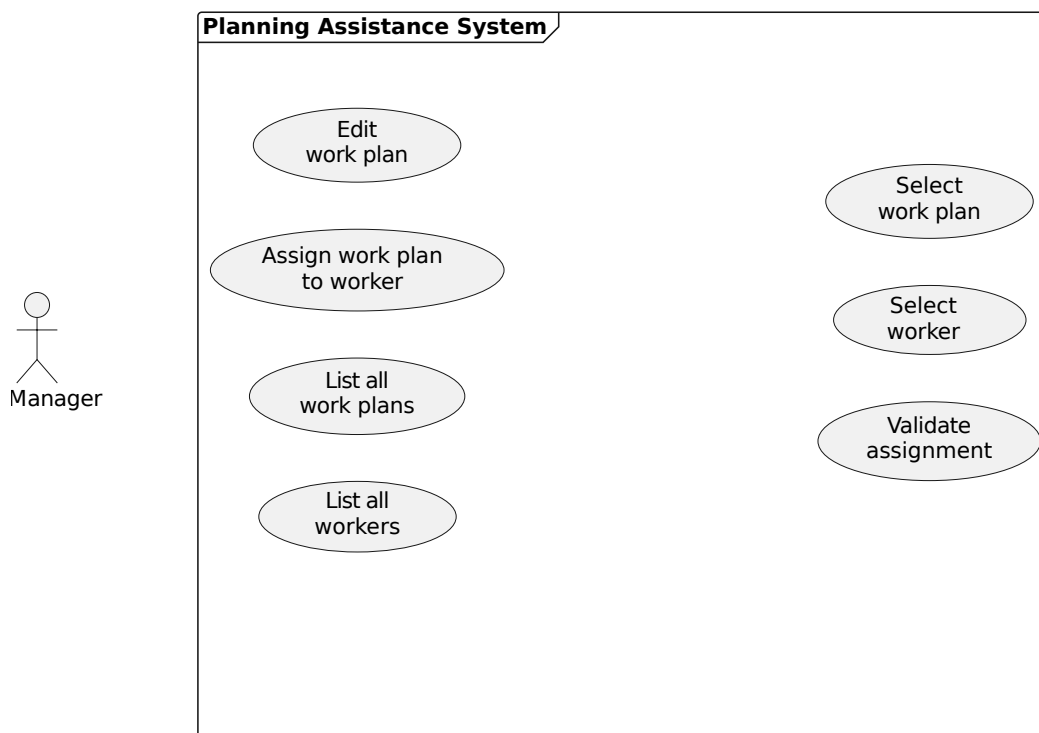 Planning Assistance System
Edit
work plan
Assign work plan
to worker
List all
work plans
List all
workers
Manager
Select
work plan
Select
worker
Validate
assignment